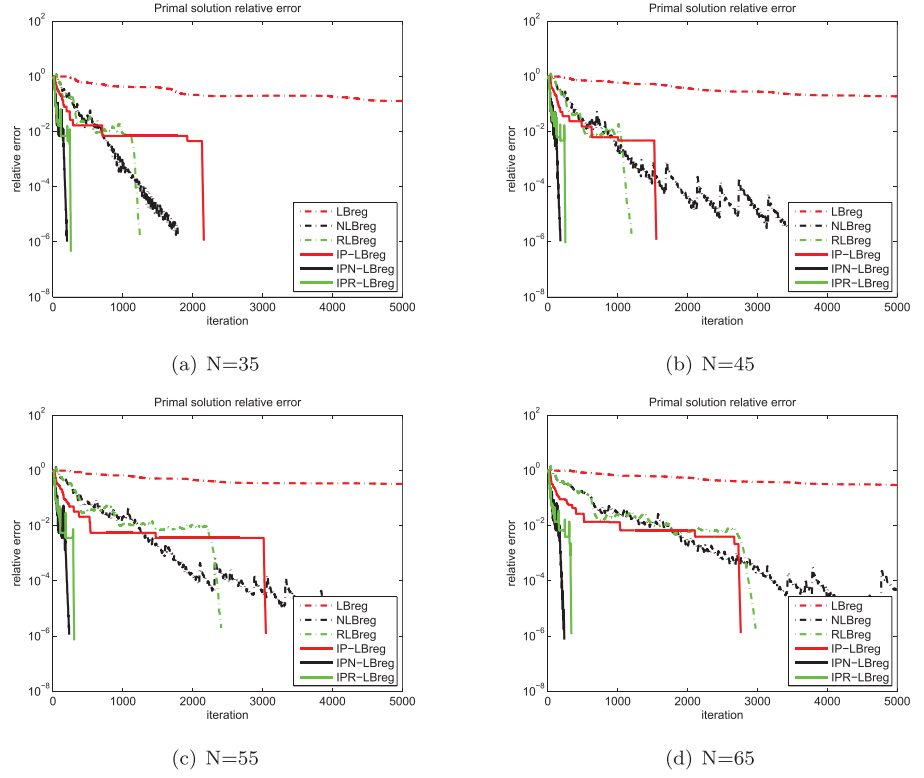 Primal solution relative error
10^2
10^0
10^-2
10^-4
10^-6
10^-8
relative error
0 1000 2000 3000 4000 5000
iteration
LBreg
NLBreg
RLBreg
IP−LBreg
IPN−LBreg
IPR−LBreg
(a) N=35
Primal solution relative error
10^2
10^0
10^-2
10^-4
10^-6
10^-8
relative error
0 1000 2000 3000 4000 5000
iteration
LBreg
NLBreg
RLBreg
IP−LBreg
IPN−LBreg
IPR−LBreg
(b) N=45
Primal solution relative error
10^2
10^0
10^-2
10^-4
10^-6
10^-8
relative error
0 1000 2000 3000 4000 5000
iteration
LBreg
NLBreg
RLBreg
IP−LBreg
IPN−LBreg
IPR−LBreg
(c) N=55
Primal solution relative error
10^2
10^0
10^-2
10^-4
10^-6
10^-8
relative error
0 1000 2000 3000 4000 5000
iteration
LBreg
NLBreg
RLBreg
IP−LBreg
IPN−LBreg
IPR−LBreg
(d) N=65